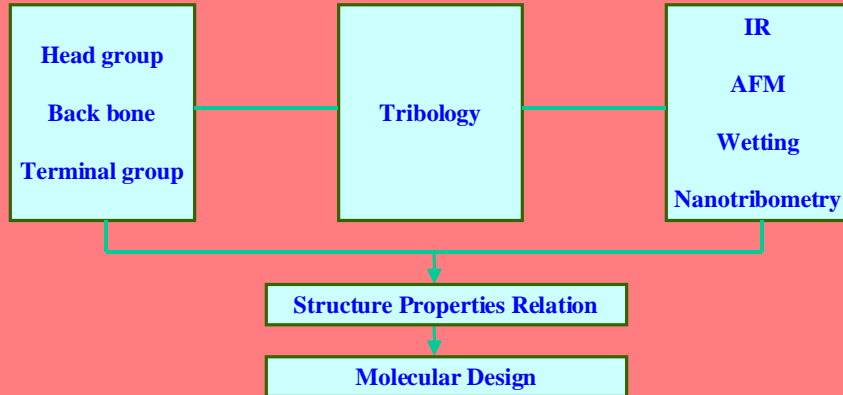 Head group
Back bone
Terminal group
Tribology
IR
AFM
Wetting
Nanotribometry
Structure Properties Relation
Molecular Design